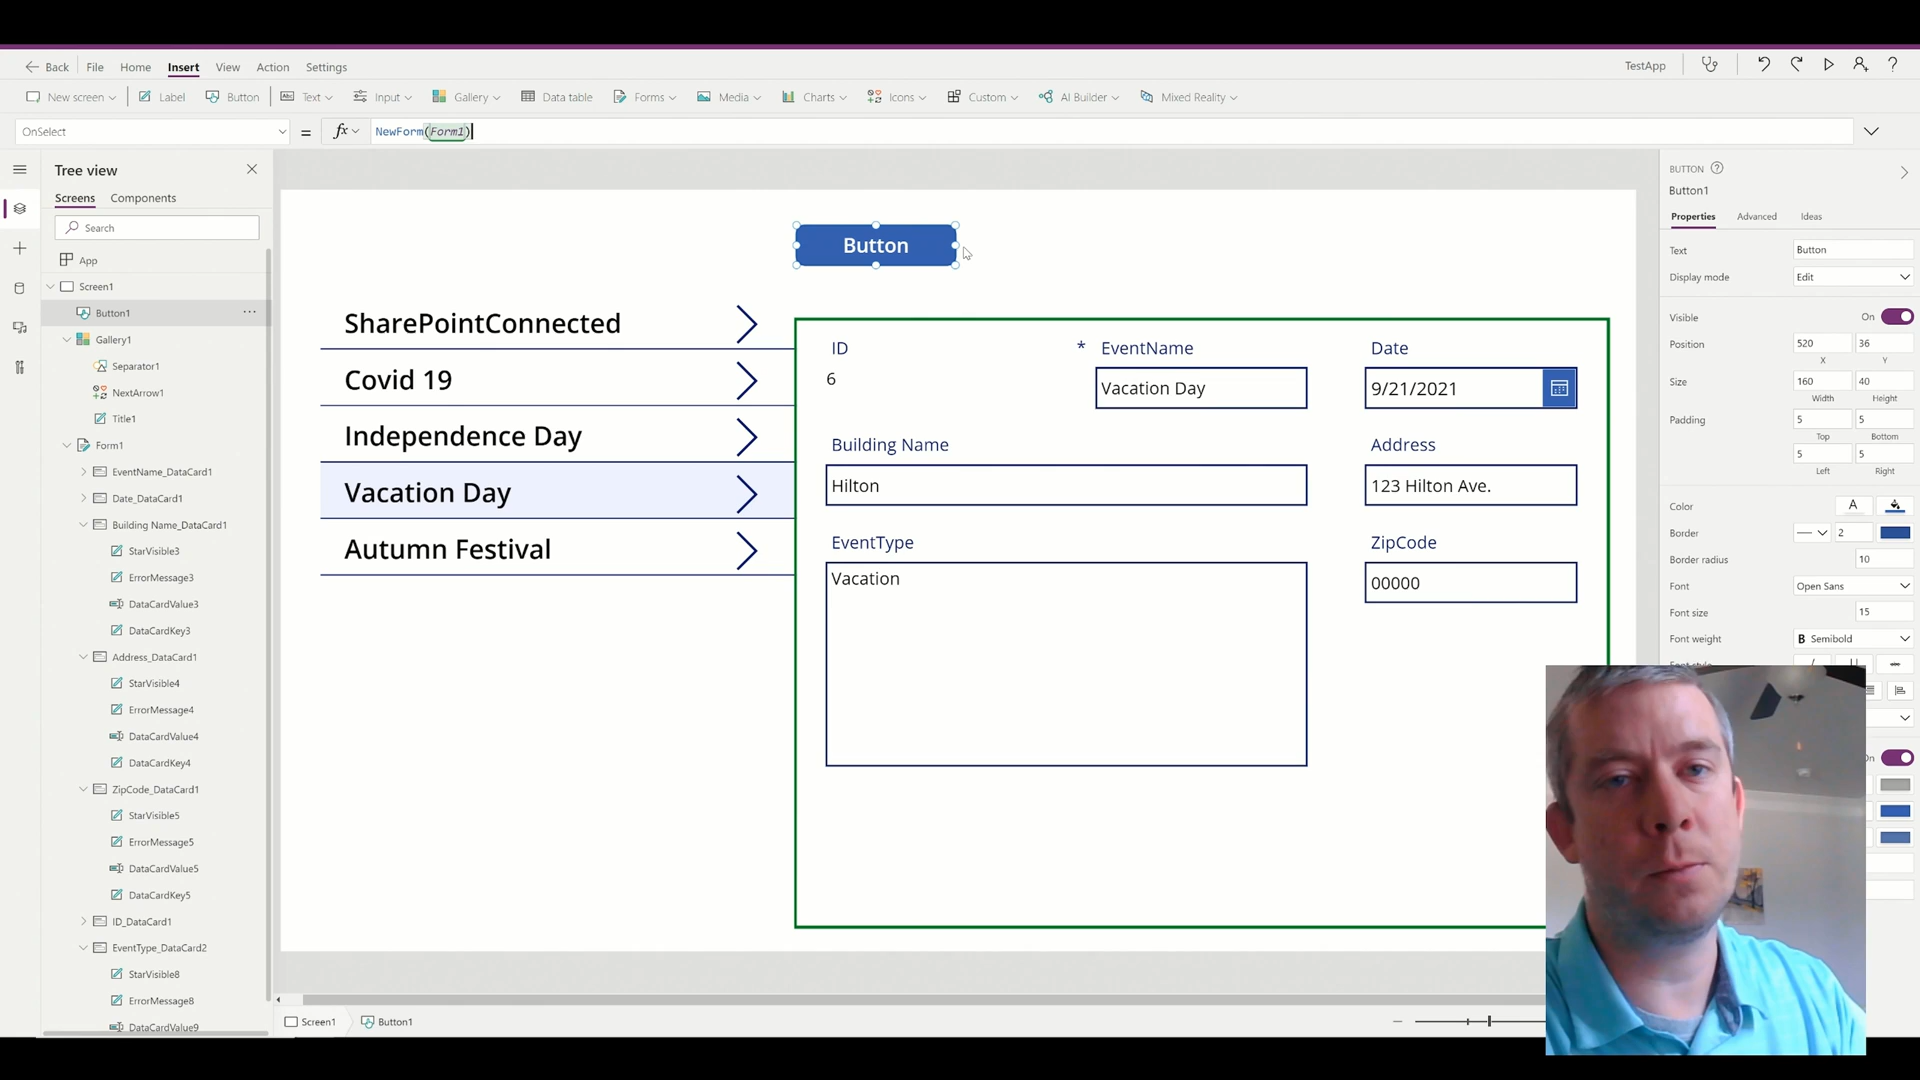 Back File Home Insert View Action Settings TestApp
New screen Label Button Text Input Gallery Data table Forms Media Charts Icons Custom AI Builder Mixed Reality
OnSelect = fx NewForm(Form1)
Tree view
Screens Components
Search
App
Screen1
Button1 ...
Gallery1
Separator1
NextArrow1
Title1
Form1
EventName_DataCard1
Date_DataCard1
Building Name_DataCard1
StarVisible3
ErrorMessage3
DataCardValue3
DataCardKey3
Address_DataCard1
StarVisible4
ErrorMessage4
DataCardValue4
DataCardKey4
ZipCode_DataCard1
StarVisible5
ErrorMessage5
DataCardValue5
DataCardKey5
ID_DataCard1
EventType_DataCard2
StarVisible8
ErrorMessage8
DataCardValue9
Button
SharePointConnected
Covid 19
Independence Day
Vacation Day
Autumn Festival
ID * EventName Date
6 Vacation Day 9/21/2021
Building Name Address
Hilton 123 Hilton Ave.
EventType ZipCode
Vacation 00000
Screen1 Button1
BUTTON ?
Button1
Properties Advanced Ideas
Text Button
Display mode Edit
Visible On
Position 520 36
X Y
Size 160 40
Width Height
Padding 5 5
Top Bottom
5 5
Left Right
Color A
Border 2
Border radius 10
Font Open Sans
Font size 15
Font weight B Semibold